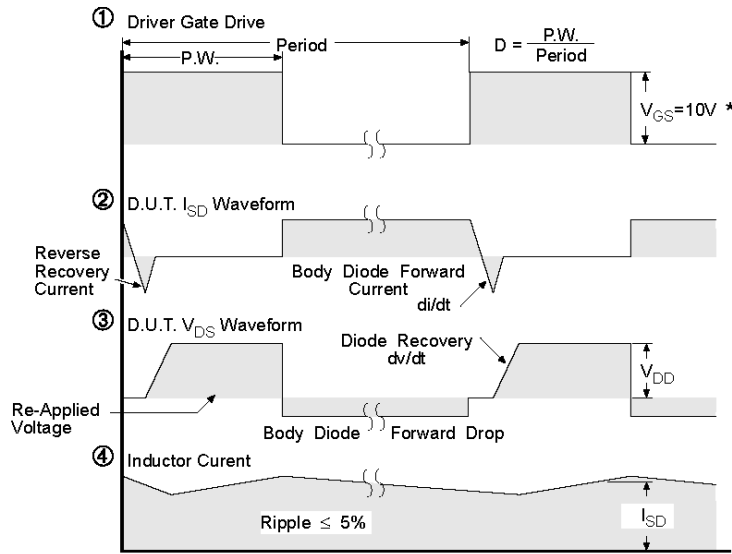 ① Driver Gate Drive
Period
P.W.
D = P.W. / Period
V_GS=10V *
② D.U.T. I_SD Waveform
Reverse
Recovery
Current
Body Diode Forward
Current
di/dt
③ D.U.T. V_DS Waveform
Diode Recovery
dv/dt
V_DD
Re-Applied
Voltage
Body Diode Forward Drop
④ Inductor Curent
Ripple ≤ 5%
I_SD